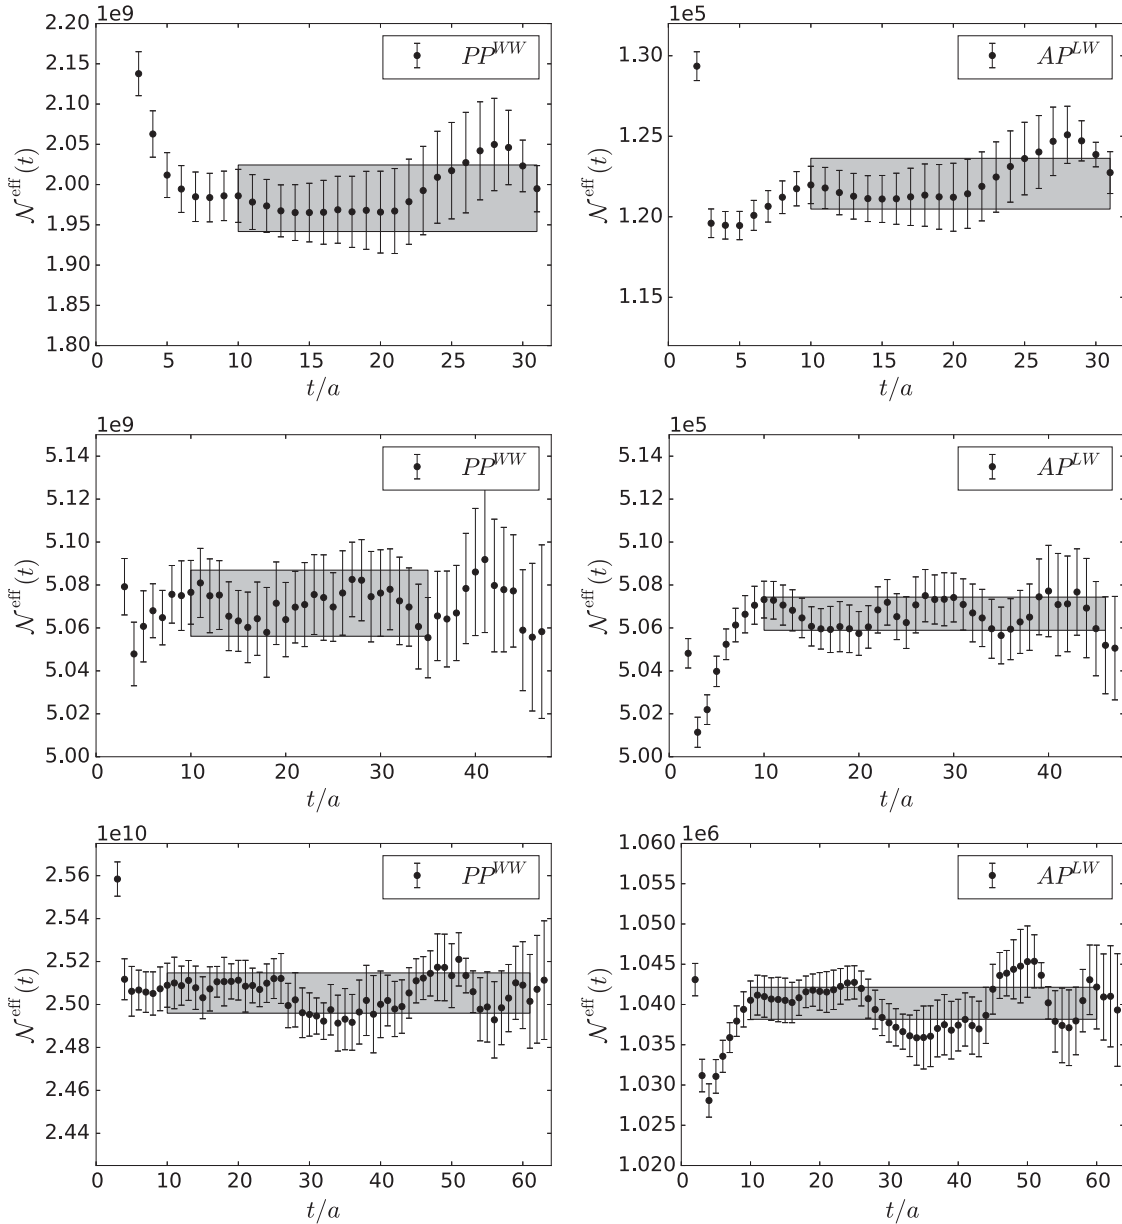 1e9
2.20
2.15
2.10
2.05
2.00
1.95
1.90
1.85
1.80
0 5 10 15 20 25 30
t/a
𝒩^eff(t)
PP^WW
1e5
1.30
1.25
1.20
1.15
0 5 10 15 20 25 30
t/a
𝒩^eff(t)
AP^LW
1e9
5.14
5.12
5.10
5.08
5.06
5.04
5.02
5.00
0 10 20 30 40
t/a
𝒩^eff(t)
PP^WW
1e5
5.14
5.12
5.10
5.08
5.06
5.04
5.02
5.00
0 10 20 30 40
t/a
𝒩^eff(t)
AP^LW
1e10
2.56
2.54
2.52
2.50
2.48
2.46
2.44
0 10 20 30 40 50 60
t/a
𝒩^eff(t)
PP^WW
1e6
1.060
1.055
1.050
1.045
1.040
1.035
1.030
1.025
1.020
0 10 20 30 40 50 60
t/a
𝒩^eff(t)
AP^LW